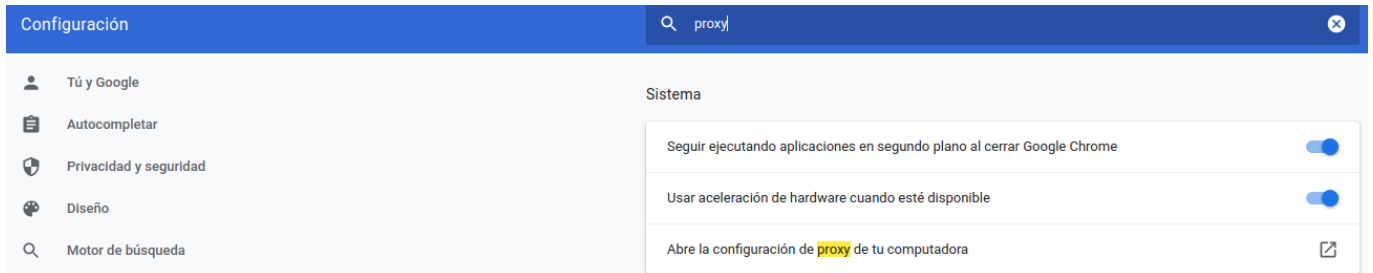 Configuración
proxy
Tú y Google
Autocompletar
Privacidad y seguridad
Diseño
Motor de búsqueda
Sistema
Seguir ejecutando aplicaciones en segundo plano al cerrar Google Chrome
Usar aceleración de hardware cuando esté disponible
Abre la configuración de proxy de tu computadora